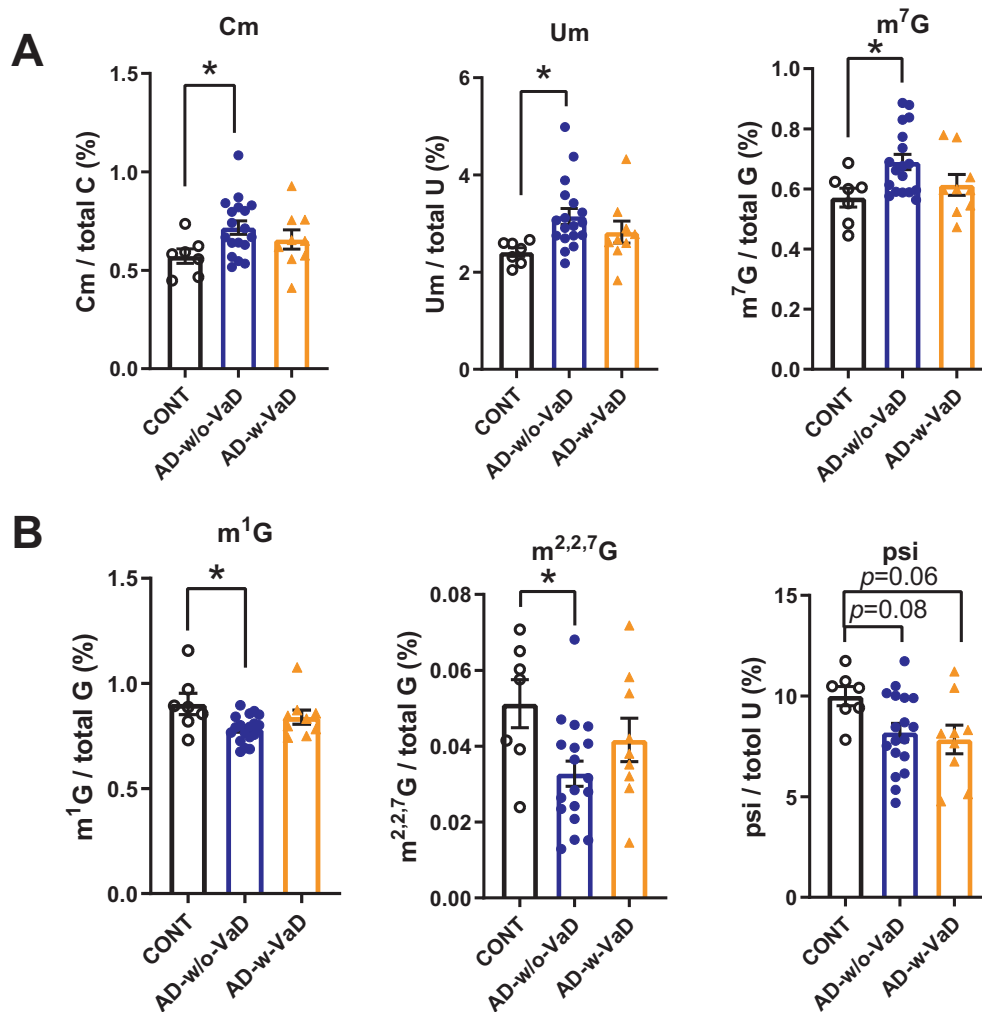 A
Cm
*
Cm / total C (%)
1.5
1.0
0.5
0.0
CONT
AD-w/o-VaD
AD-w-VaD
Um
*
Um / total U (%)
6
4
2
0
CONT
AD-w/o-VaD
AD-w-VaD
m⁷G
*
m⁷G / total G (%)
1.0
0.8
0.6
0.4
0.2
0.0
CONT
AD-w/o-VaD
AD-w-VaD
B
m¹G
*
m¹G / total G (%)
1.5
1.0
0.5
0.0
CONT
AD-w/o-VaD
AD-w-VaD
m²,²,⁷G
*
m²,²,⁷G / total G (%)
0.08
0.06
0.04
0.02
0.00
CONT
AD-w/o-VaD
AD-w-VaD
psi
p=0.06
p=0.08
psi / totol U (%)
15
10
5
0
CONT
AD-w/o-VaD
AD-w-VaD